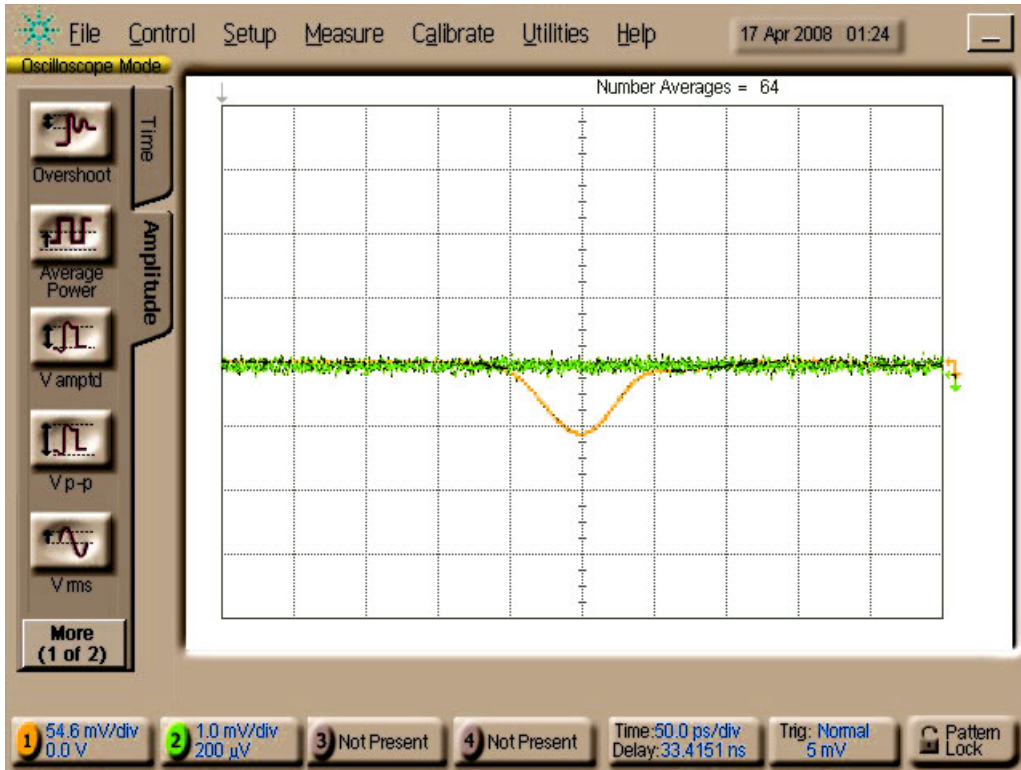 File Control Setup Measure Calibrate Utilities Help 17 Apr 2008 01:24
Oscilloscope Mode
Number Averages = 64
Time
Overshoot
Amplitude
Average
Power
V amptd
V p-p
V rms
More
(1 of 2)
1 54.6 mV/div
0.0 V
2 1.0 mV/div
200 µV
3 Not Present
4 Not Present
Time:50.0 ps/div
Delay:33.4151 ns
Trig: Normal
5 mV
Pattern
Lock